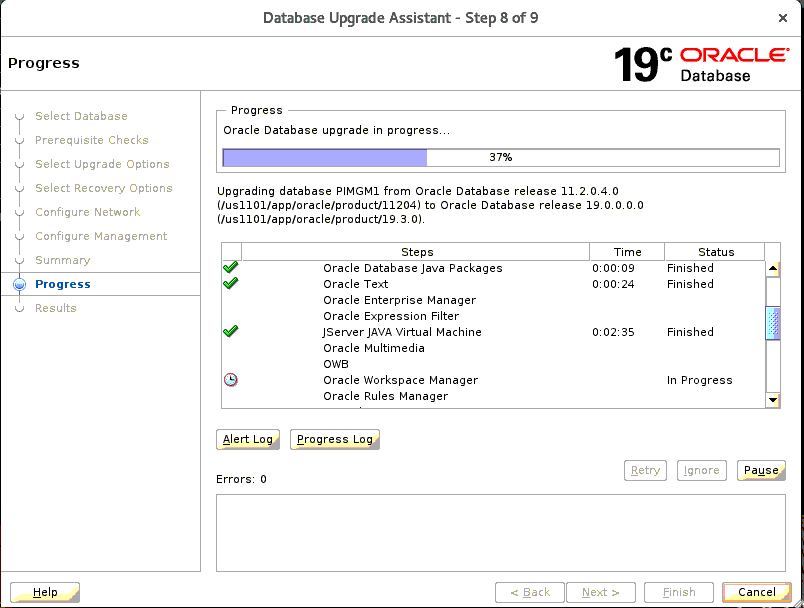 Database Upgrade Assistant - Step 8 of 9
Progress
19c ORACLE
Database
Select Database
Prerequisite Checks
Select Upgrade Options
Select Recovery Options
Configure Network
Configure Management
Summary
Progress
Results
Progress
Oracle Database upgrade in progress...
37%
Upgrading database PIMGM1 from Oracle Database release 11.2.0.4.0
(/us1101/app/oracle/product/11204) to Oracle Database release 19.0.0.0.0
(/us1101/app/oracle/product/19.3.0).
Steps Time Status
Oracle Database Java Packages 0:00:09 Finished
Oracle Text 0:00:24 Finished
Oracle Enterprise Manager
Oracle Expression Filter
JServer JAVA Virtual Machine 0:02:35 Finished
Oracle Multimedia
OWB
Oracle Workspace Manager In Progress
Oracle Rules Manager
Alert Log Progress Log
Retry Ignore Pause
Errors: 0
Help < Back Next > Finish Cancel